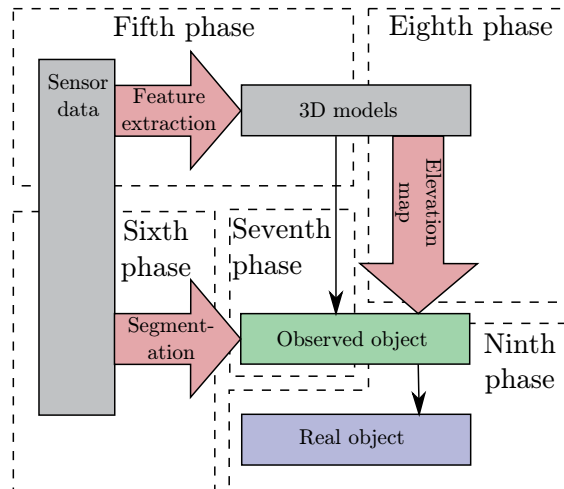 Fifth phase
Eighth phase
Sensor
data
Feature
extraction
3D models
Elevation
map
Sixth
phase
Seventh
phase
Segment-
ation
Observed object
Ninth
phase
Real object